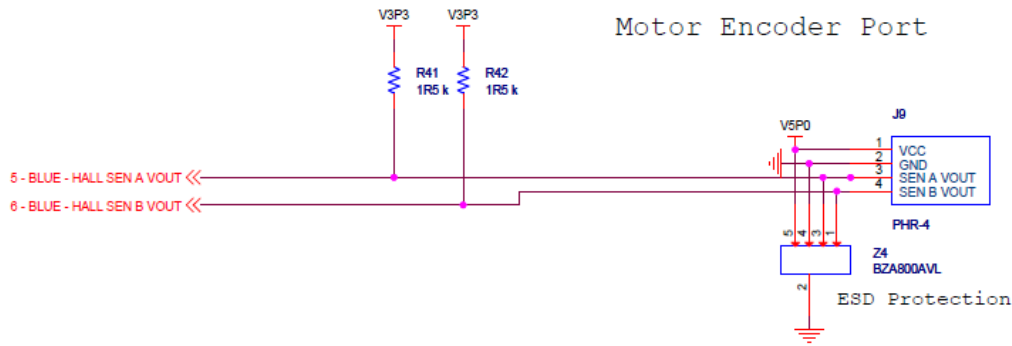 V3P3
V3P3
Motor Encoder Port
R41
1R5 k
R42
1R5 k
J9
V5P0
1
VCC
2
GND
3
SEN A VOUT
4
SEN B VOUT
5 - BLUE - HALL SEN A VOUT
6 - BLUE - HALL SEN B VOUT
PHR-4
5
4
3
1
Z4
BZA800AVL
2
ESD Protection